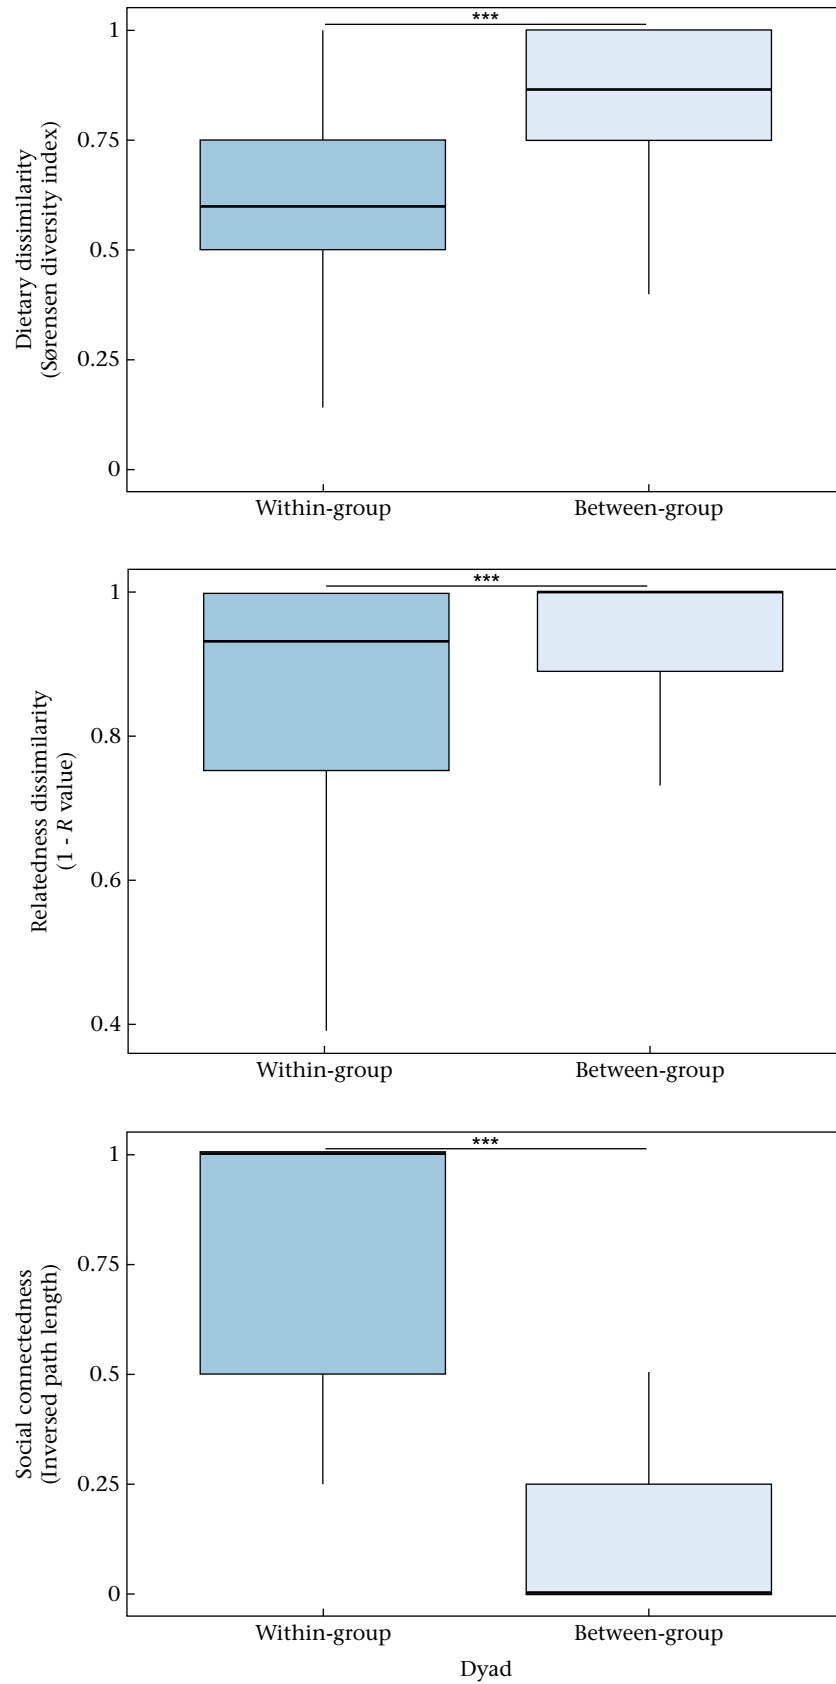 ***
1
0.75
0.5
0.25
0
Dietary dissimilarity
(Sørensen diversity index)
Within-group
Between-group
***
1
0.8
0.6
0.4
Relatedness dissimilarity
(1 - R value)
Within-group
Between-group
***
1
0.75
0.5
0.25
0
Social connectedness
(Inversed path length)
Within-group
Between-group
Dyad